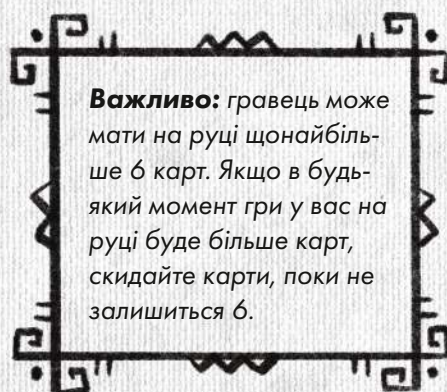 Важливо: гравець може
мати на руці щонайбіль-
ше 6 карт. Якщо в будь-
який момент гри у вас на
руці буде більше карт,
скидайте карти, поки не
залишиться 6.